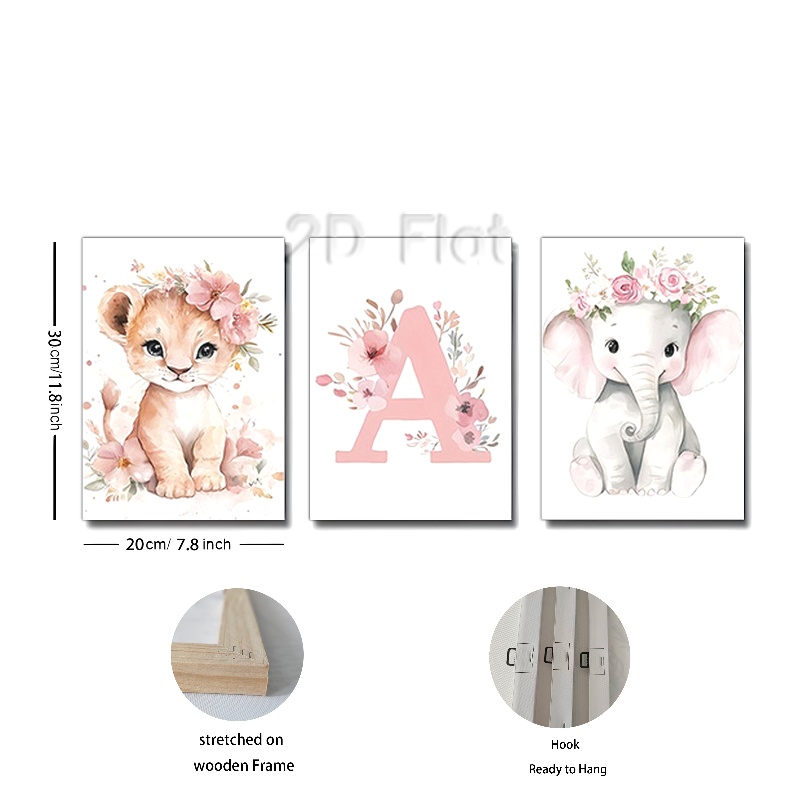 2D Flat
30cm/11.8inch
A
20cm/ 7.8 inch
stretched on
wooden Frame
Hook
Ready to Hang